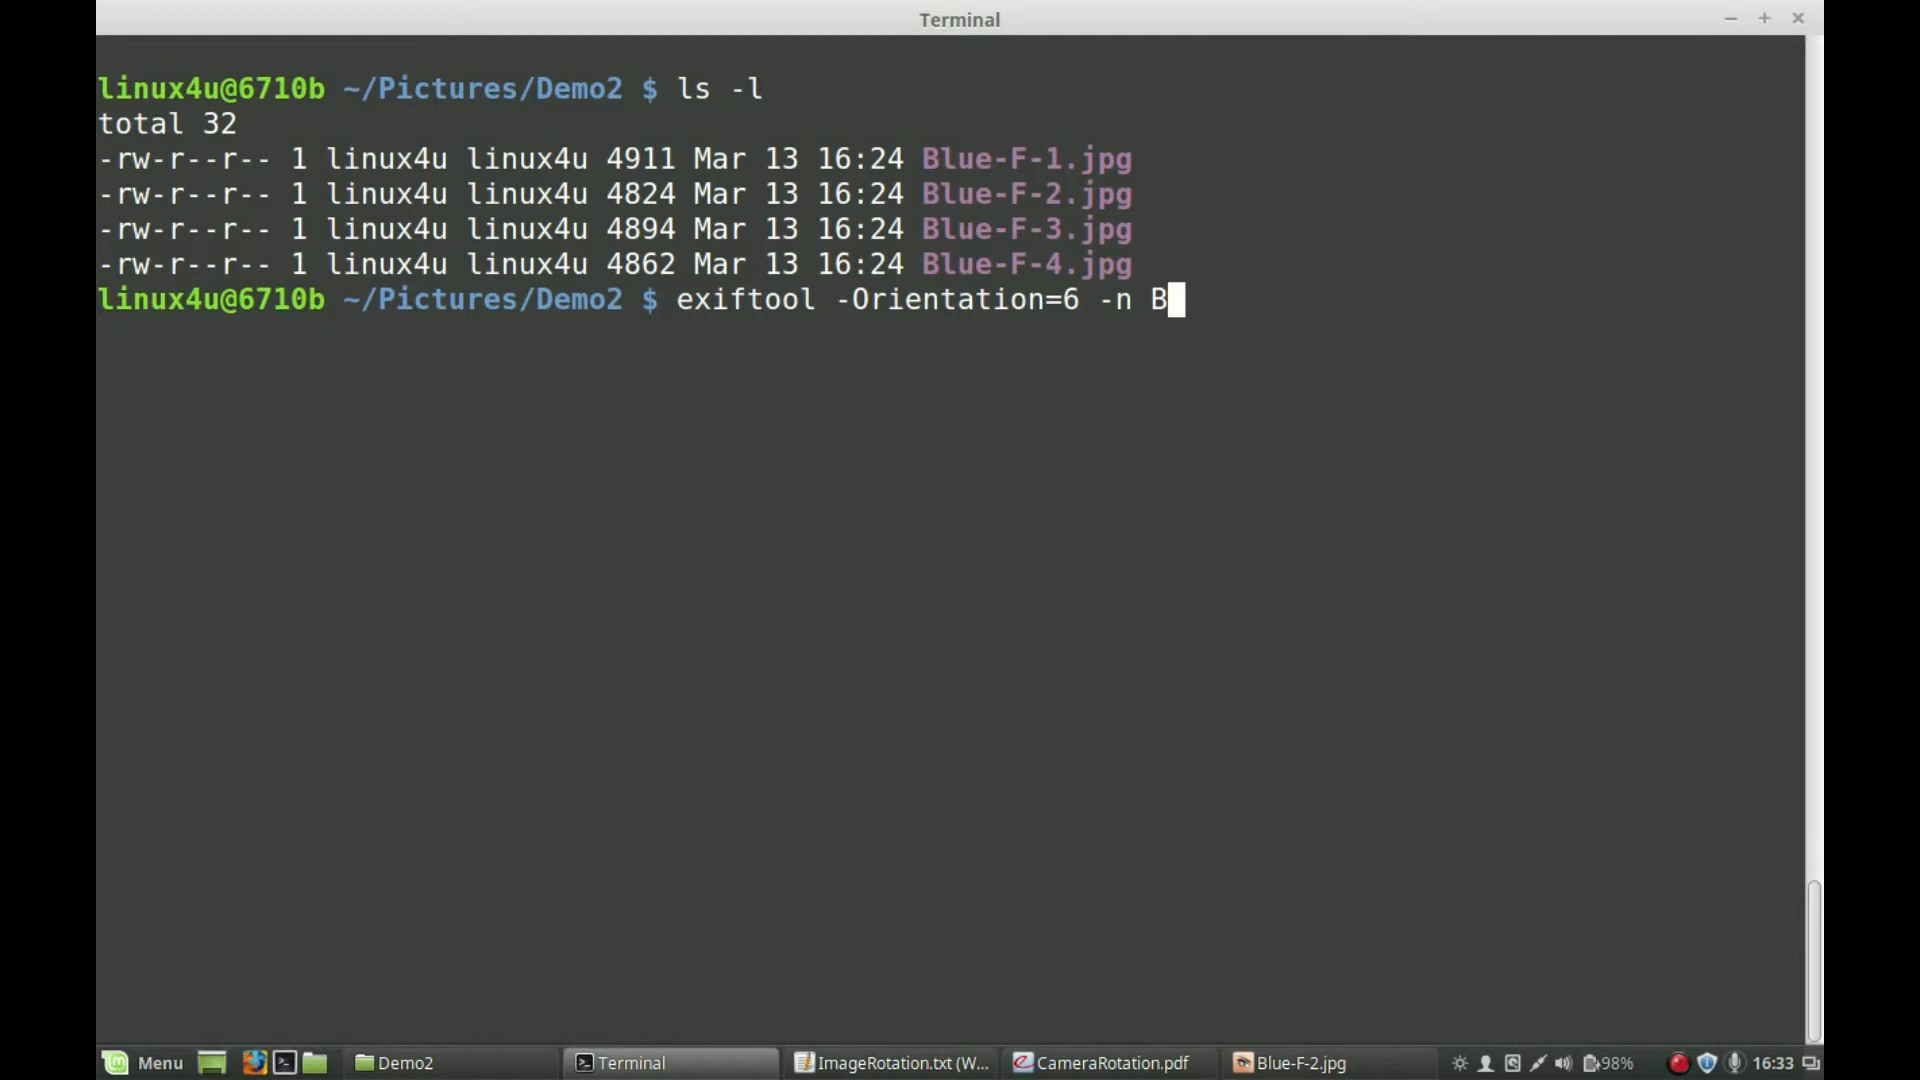 Terminal
linux4u@6710b ~/Pictures/Demo2 $ ls -l
total 32
-rw-r--r-- 1 linux4u linux4u 4911 Mar 13 16:24 Blue-F-1.jpg
-rw-r--r-- 1 linux4u linux4u 4824 Mar 13 16:24 Blue-F-2.jpg
-rw-r--r-- 1 linux4u linux4u 4894 Mar 13 16:24 Blue-F-3.jpg
-rw-r--r-- 1 linux4u linux4u 4862 Mar 13 16:24 Blue-F-4.jpg
linux4u@6710b ~/Pictures/Demo2 $ exiftool -Orientation=6 -n B
Menu Demo2 Terminal ImageRotation.txt (W... CameraRotation.pdf Blue-F-2.jpg 98% 16:33